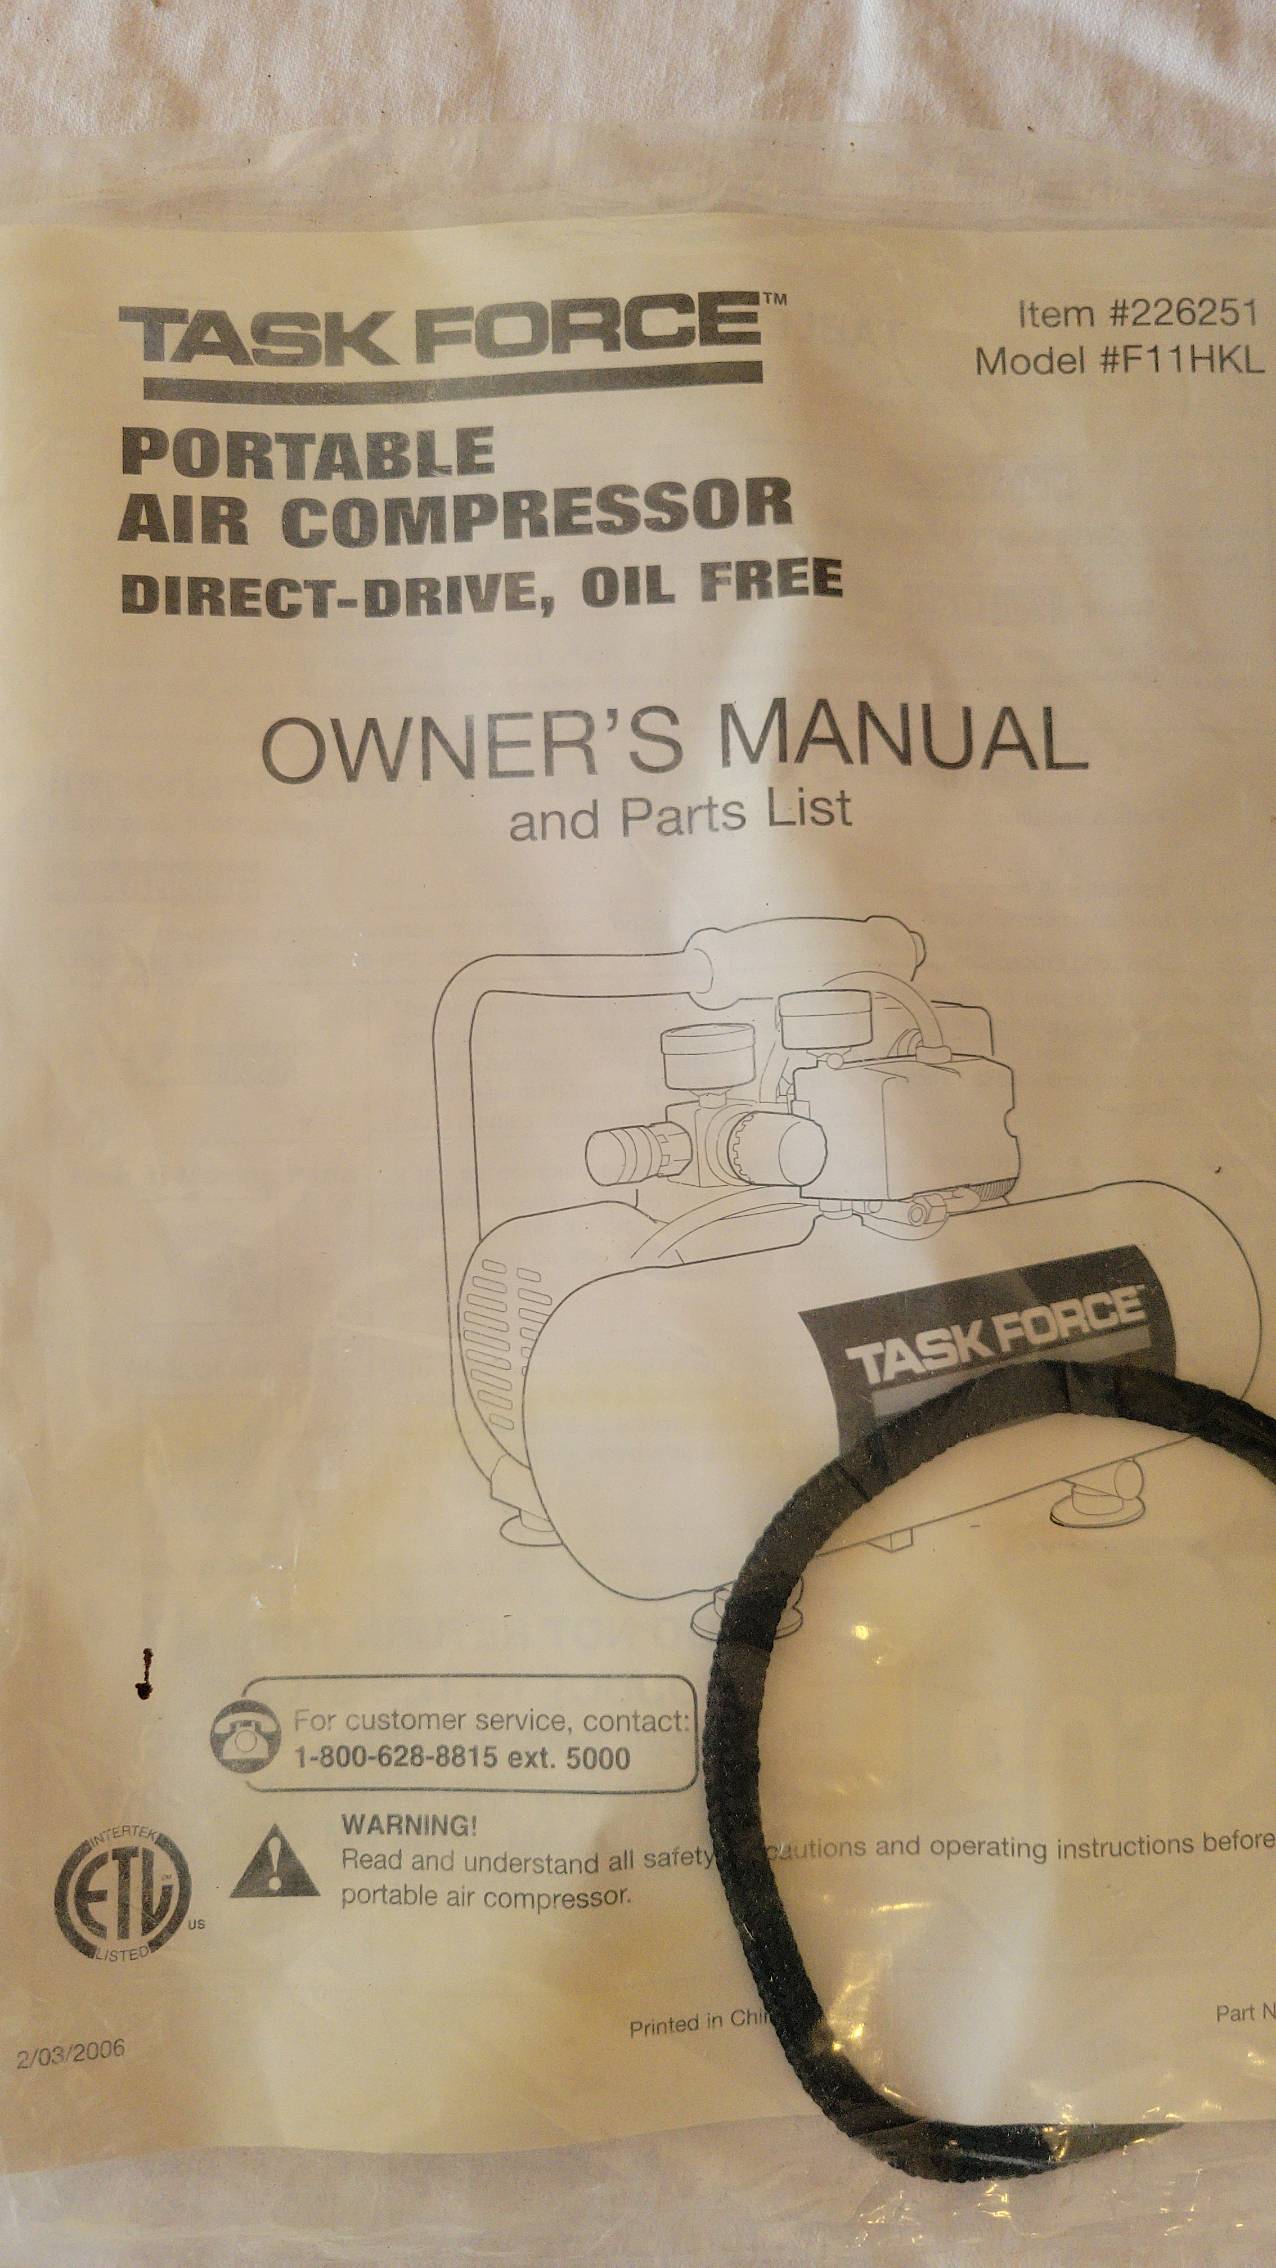 TASK FORCE™
Item #226251
Model #F11HKL
PORTABLE
AIR COMPRESSOR
DIRECT-DRIVE, OIL FREE
OWNER'S MANUAL
and Parts List
TASK FORCE
For customer service, contact:
1-800-628-8815 ext. 5000
WARNING!
Read and understand all safety cautions and operating instructions before
portable air compressor.
INTERTEK
ETL
LISTED
US
2/03/2006
Printed in Chi
Part N